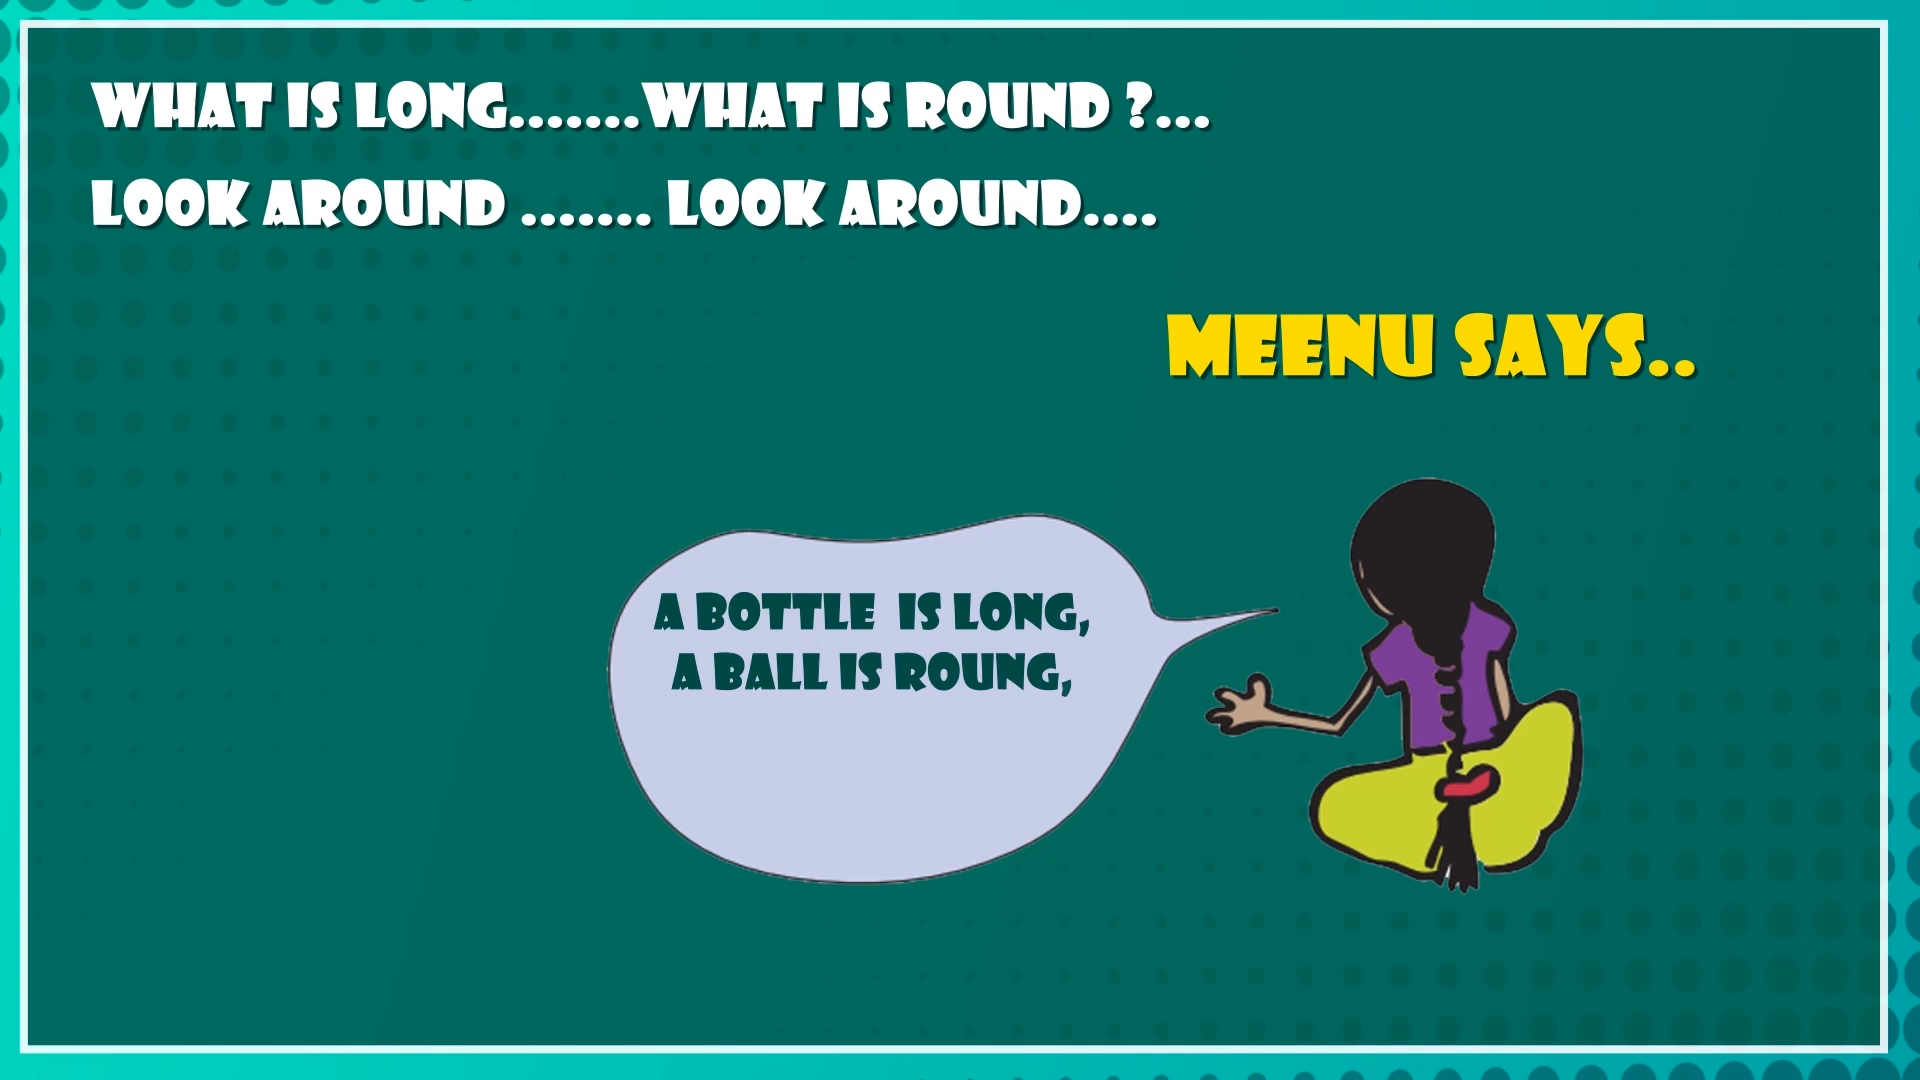 WHAT IS LONG.......WHAT IS ROUND ?...
LOOK AROUND ....... LOOK AROUND....
MEENU SAYS..
A BOTTLE IS LONG,
A BALL IS ROUNG,